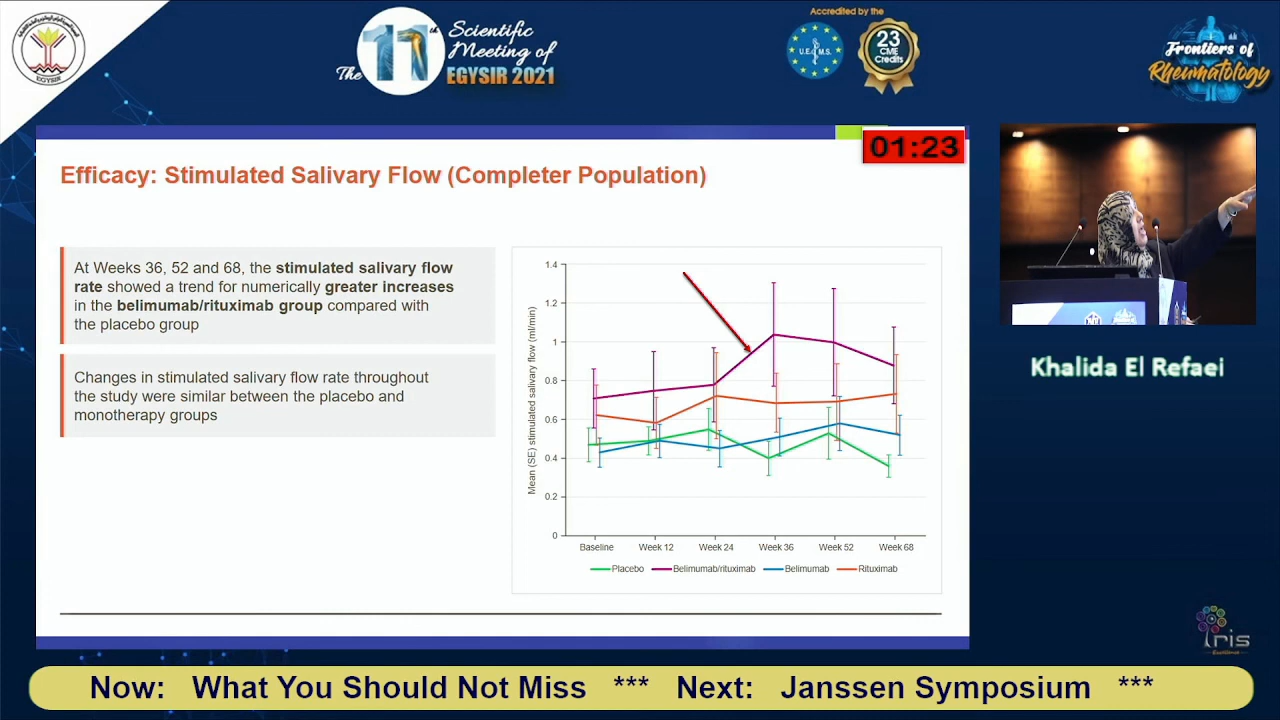 EGYSIR
The 11th
Scientific
Meeting of
EGYSIR 2021
Accredited by the
U.E.M.S.
23
CME
Credits
Frontiers of
Rheumatology
01:23
Efficacy: Stimulated Salivary Flow (Completer Population)
At Weeks 36, 52 and 68, the stimulated salivary flow
rate showed a trend for numerically greater increases
in the belimumab/rituximab group compared with
the placebo group
Changes in stimulated salivary flow rate throughout
the study were similar between the placebo and
monotherapy groups
Mean (SE) stimulated salivary flow (ml/min)
1.4
1.2
1
0.8
0.6
0.4
0.2
0
Baseline Week 12 Week 24 Week 36 Week 52 Week 68
Placebo Belimumab/rituximab Belimumab Rituximab
Khalida El Refaei
Iris
Excellence
Now: What You Should Not Miss *** Next: Janssen Symposium ***